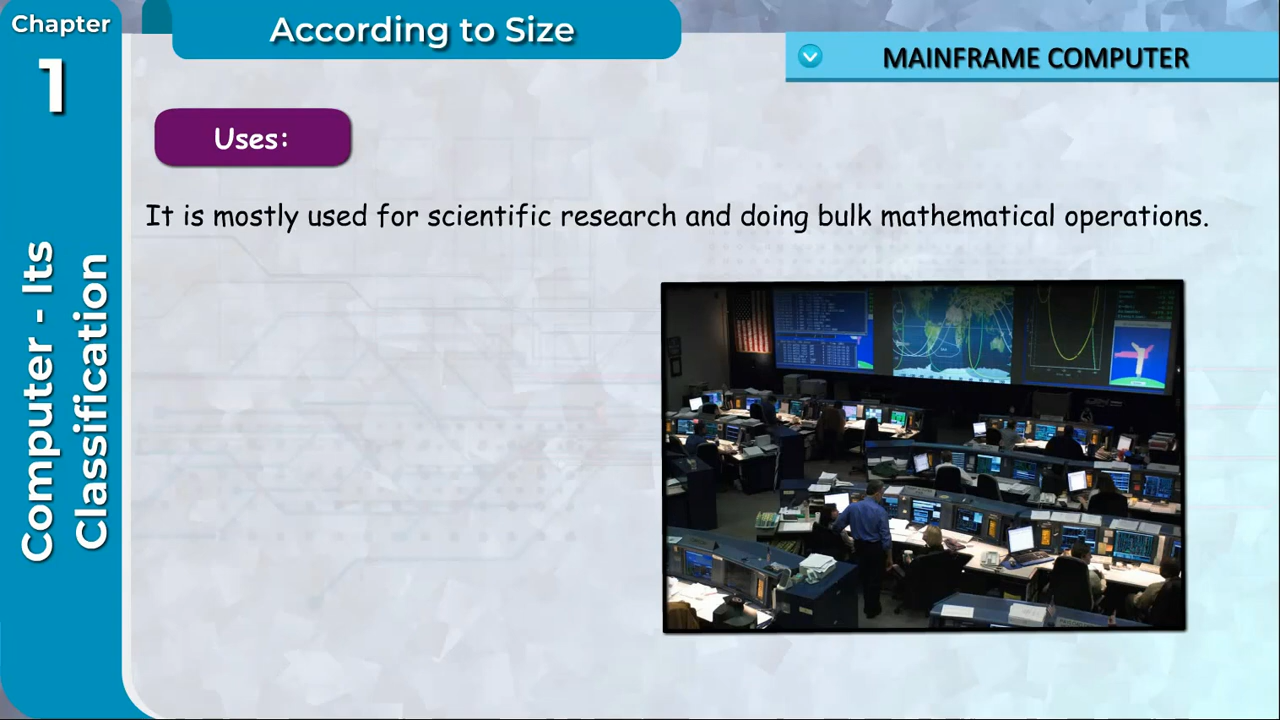 Chapter
1
Computer - Its
Classification
According to Size
MAINFRAME COMPUTER
Uses:
It is mostly used for scientific research and doing bulk mathematical operations.